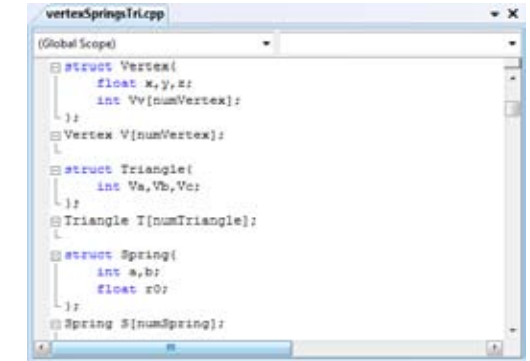 vertexSpringsTri.cpp
(Global Scope)
struct Vertex{
float x,y,z;
int Vv[numVertex];
};
Vertex V[numVertex];
struct Triangle{
int Va,Vb,Vc;
};
Triangle T[numTriangle];
struct Spring{
int a,b;
float r0;
};
Spring S[numSpring];